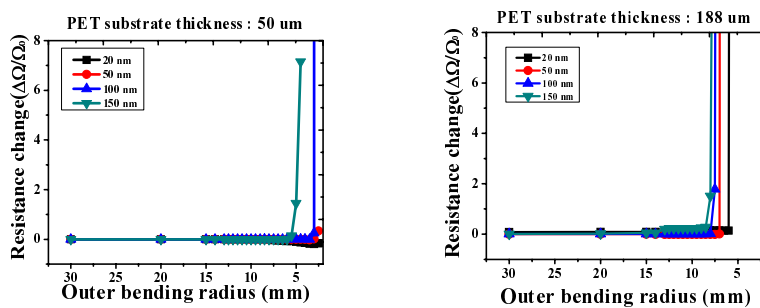 PET substrate thickness : 50 um
8
6
4
2
0
Resistance change(ΔΩ/Ω₀)
20 nm
50 nm
100 nm
150 nm
30 25 20 15 10 5
Outer bending radius (mm)
PET substrate thickness : 188 um
8
6
4
2
0
Resistance change(ΔΩ/Ω₀)
20 nm
50 nm
100 nm
150 nm
30 25 20 15 10 5
Outer bending radius (mm)